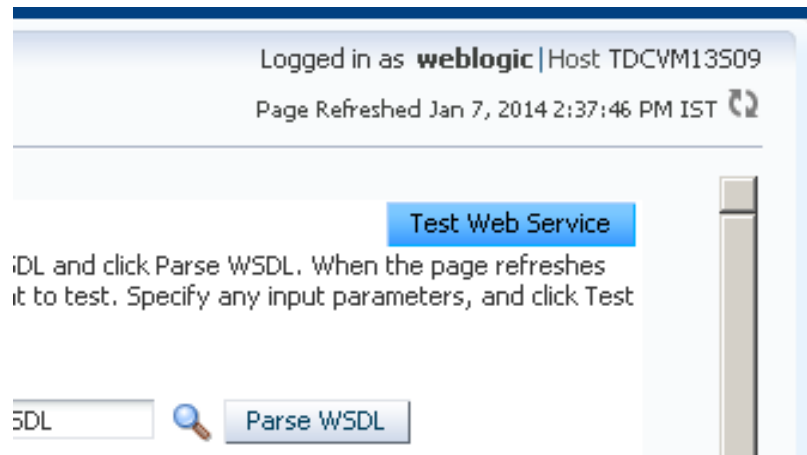 Logged in as weblogic|Host TDCVM13S09
Page Refreshed Jan 7, 2014 2:37:46 PM IST
Test Web Service
SDL and click Parse WSDL. When the page refreshes
nt to test. Specify any input parameters, and click Test
SDL
Parse WSDL